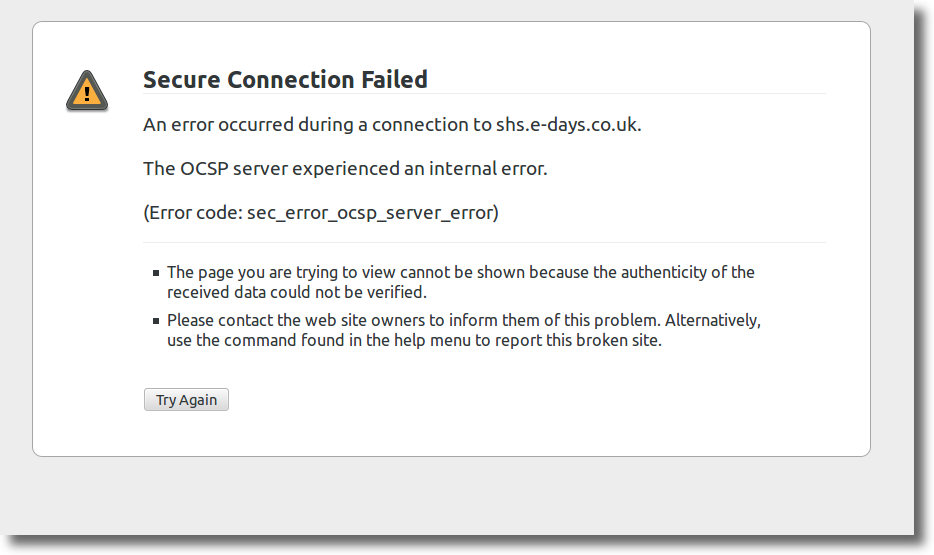 Secure Connection Failed
An error occurred during a connection to shs.e-days.co.uk.
The OCSP server experienced an internal error.
(Error code: sec_error_ocsp_server_error)
The page you are trying to view cannot be shown because the authenticity of the
received data could not be verified.
Please contact the web site owners to inform them of this problem. Alternatively,
use the command found in the help menu to report this broken site.
Try Again